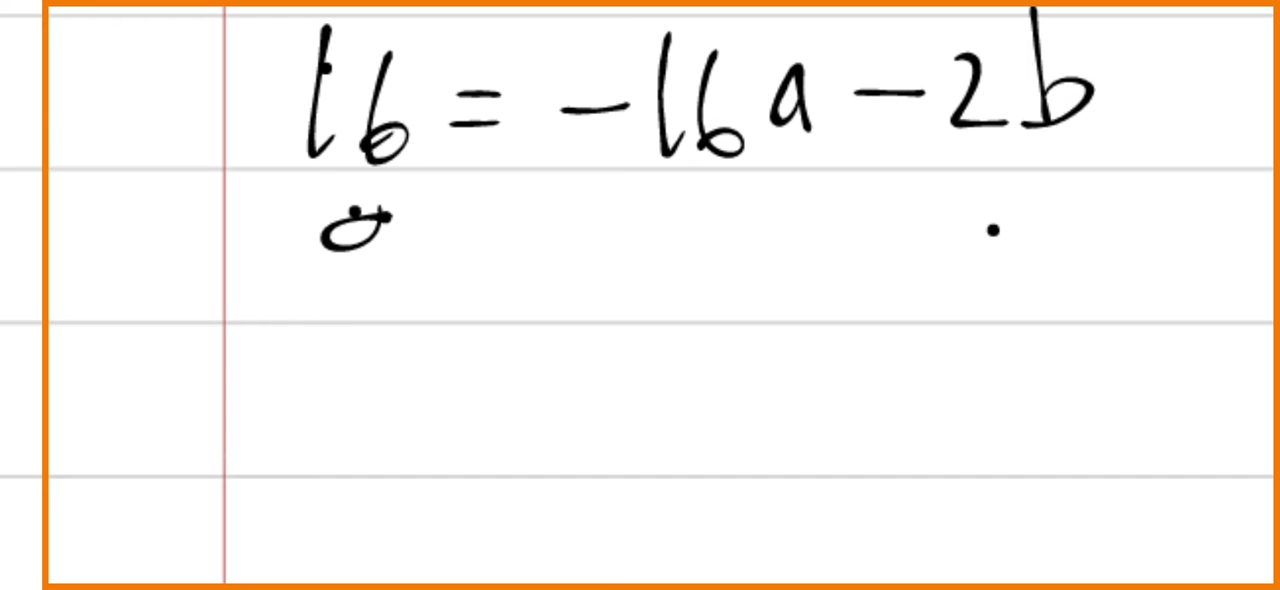 16 = -16a - 2b